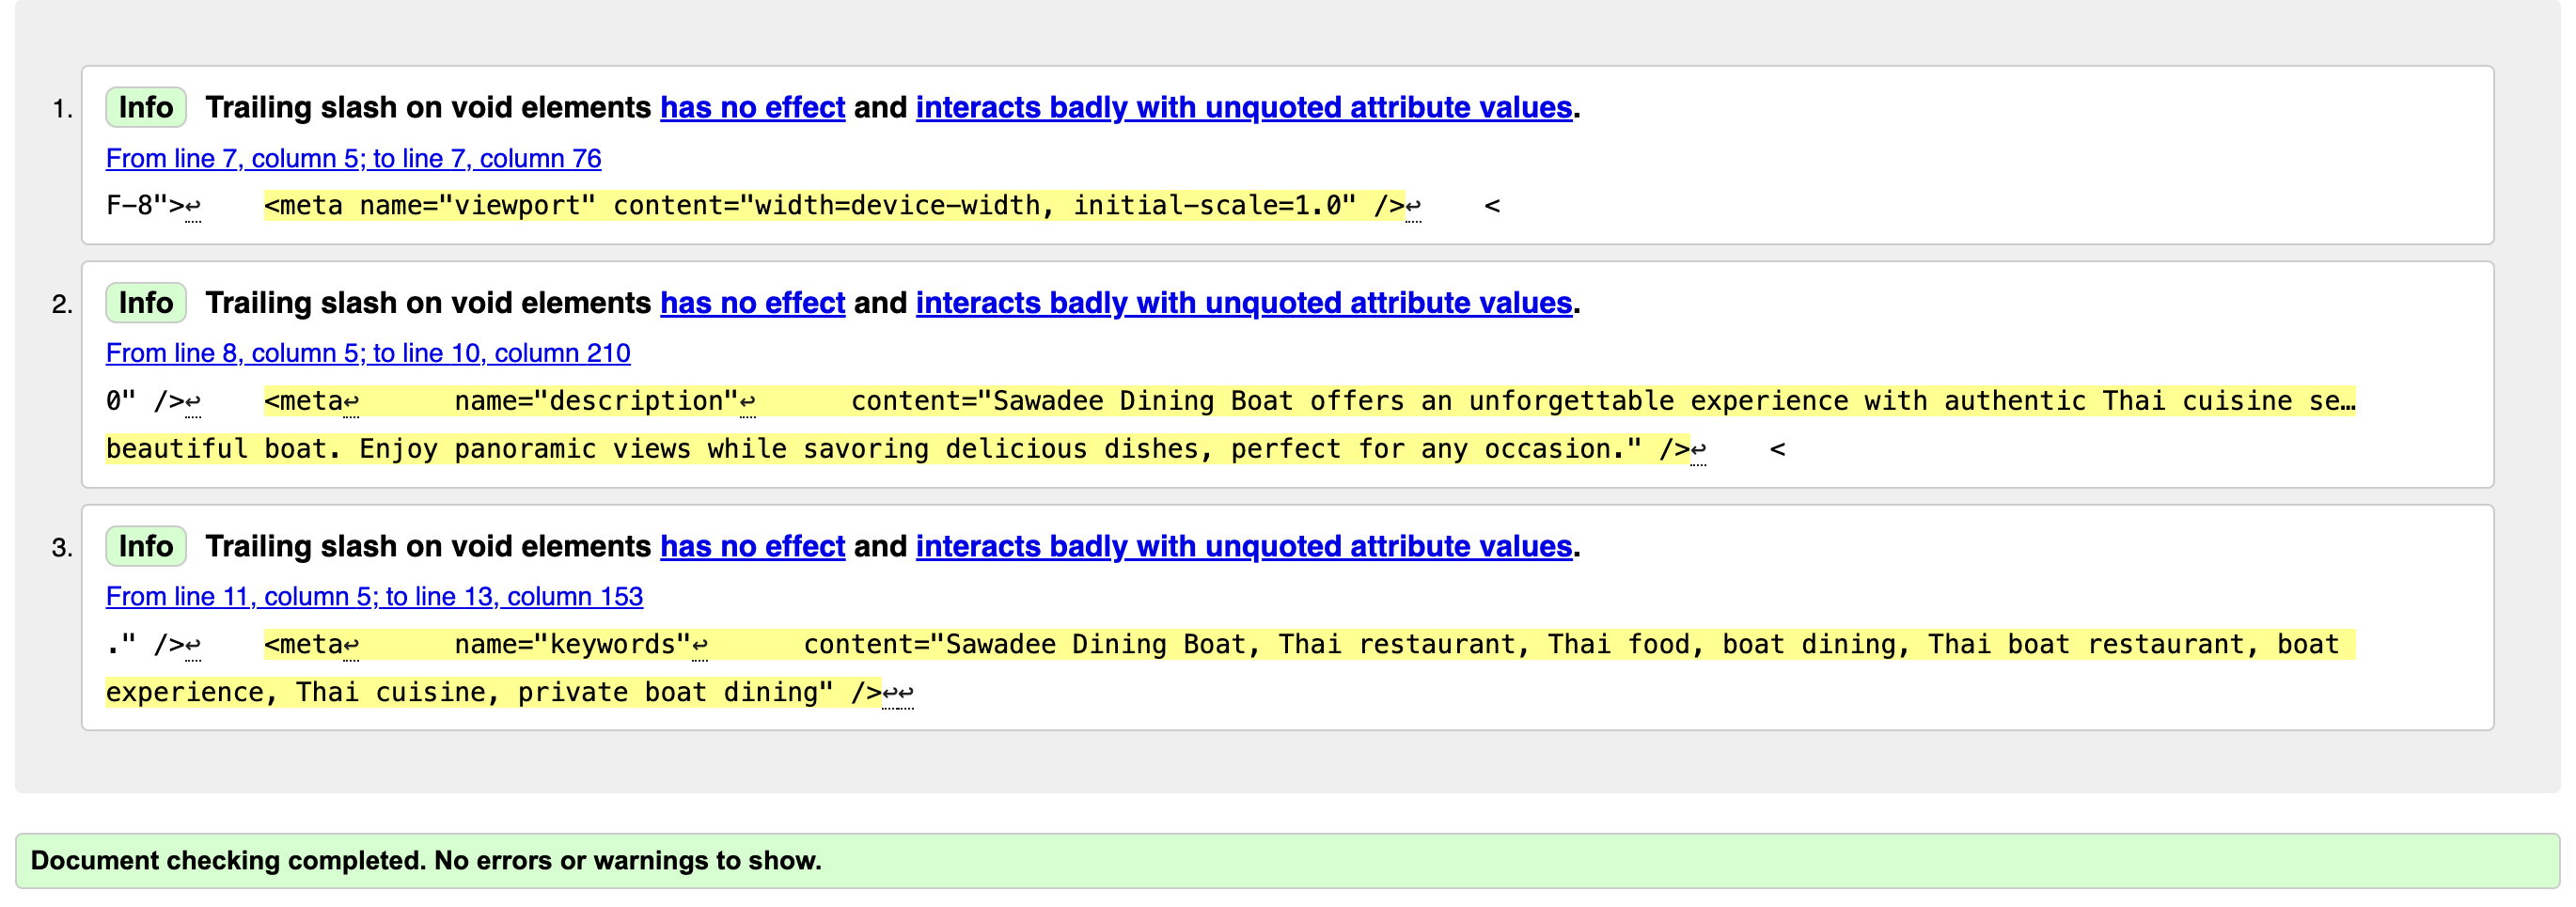 1. Info Trailing slash on void elements has no effect and interacts badly with unquoted attribute values.
From line 7, column 5; to line 7, column 76
F-8">↩    <meta name="viewport" content="width=device-width, initial-scale=1.0" />↩    <
2. Info Trailing slash on void elements has no effect and interacts badly with unquoted attribute values.
From line 8, column 5; to line 10, column 210
0" />↩    <meta↩      name="description"↩      content="Sawadee Dining Boat offers an unforgettable experience with authentic Thai cuisine se…
beautiful boat. Enjoy panoramic views while savoring delicious dishes, perfect for any occasion." />↩    <
3. Info Trailing slash on void elements has no effect and interacts badly with unquoted attribute values.
From line 11, column 5; to line 13, column 153
." />↩    <meta↩      name="keywords"↩      content="Sawadee Dining Boat, Thai restaurant, Thai food, boat dining, Thai boat restaurant, boat
experience, Thai cuisine, private boat dining" />↩↩
Document checking completed. No errors or warnings to show.